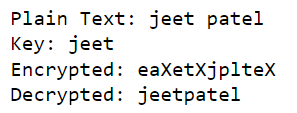 Plain Text: jeet patel
Key: jeet
Encrypted: eaXetXjplteX
Decrypted: jeetpatel